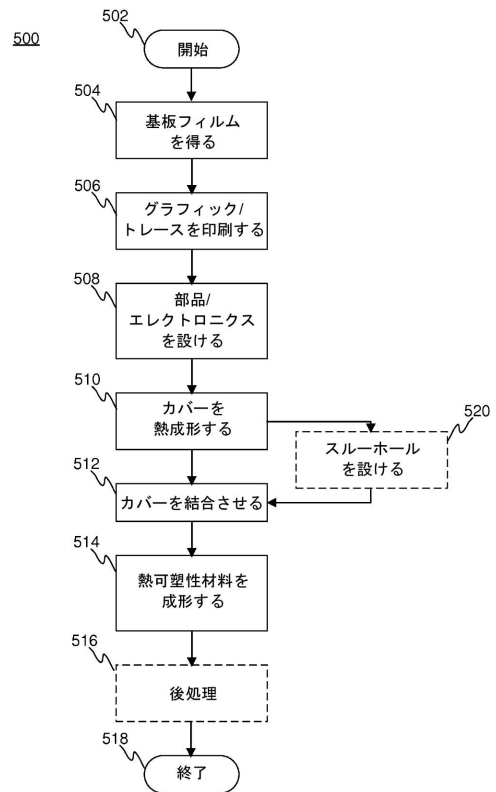 500
502
開始
504
基板フィルム
を得る
506
グラフィック/
トレースを印刷する
508
部品/
エレクトロニクス
を設ける
510
カバーを
熱成形する
520
スルーホール
を設ける
512
カバーを結合させる
514
熱可塑性材料を
成形する
516
後処理
518
終了